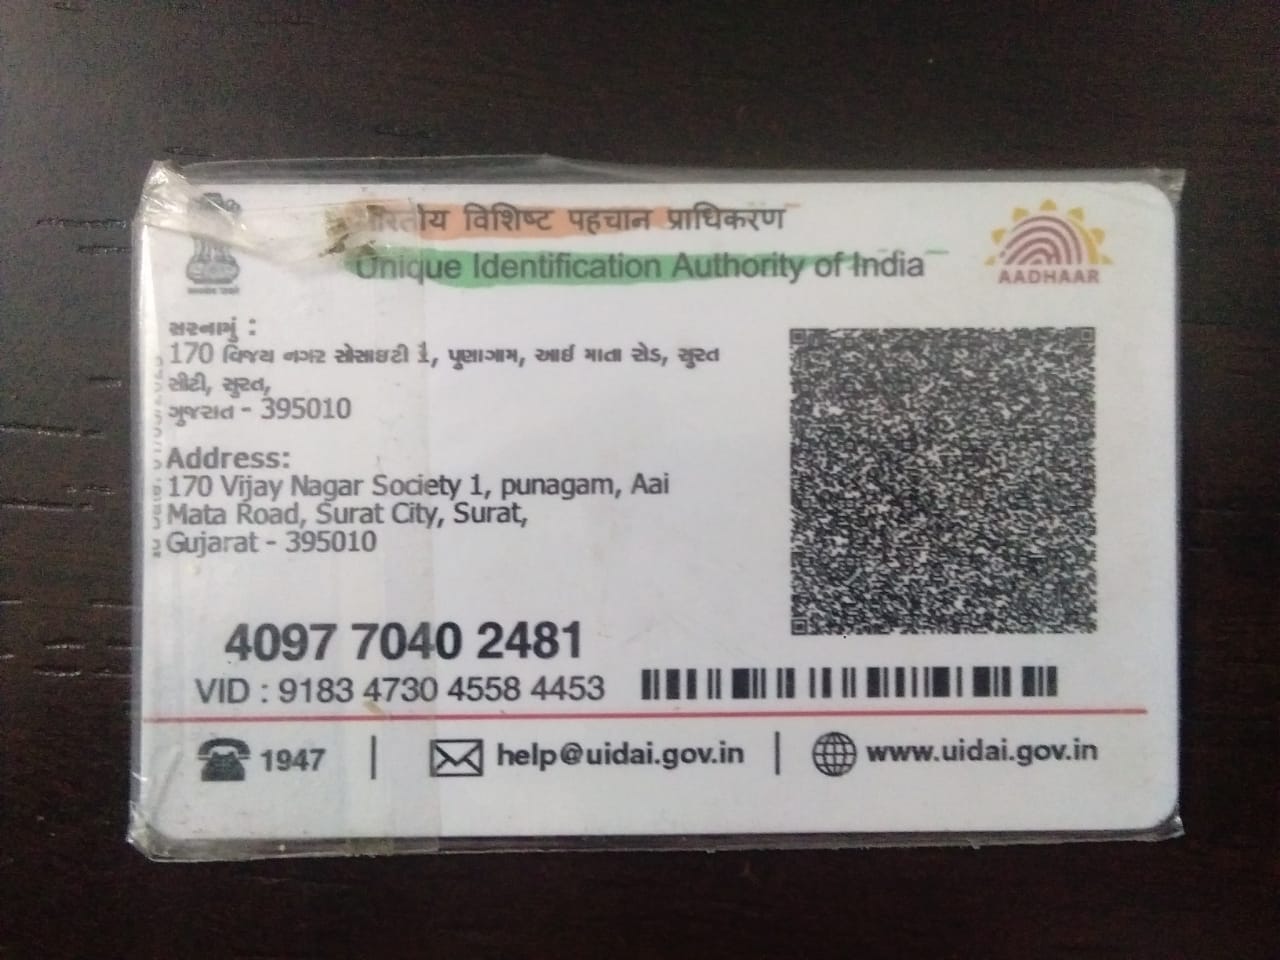 भारतीय विशिष्ट पहचान प्राधिकरण
Unique Identification Authority of India
AADHAAR
સરનામું :
170 વિજય નગર સોસાઇટી 1, પુણાગામ, આઈ માતા રોડ, સુરત
સીટી, સુરત,
ગુજરાત - 395010
Address:
170 Vijay Nagar Society 1, punagam, Aai
Mata Road, Surat City, Surat,
Gujarat - 395010
4097 7040 2481
VID : 9183 4730 4558 4453
1947 | help@uidai.gov.in | www.uidai.gov.in